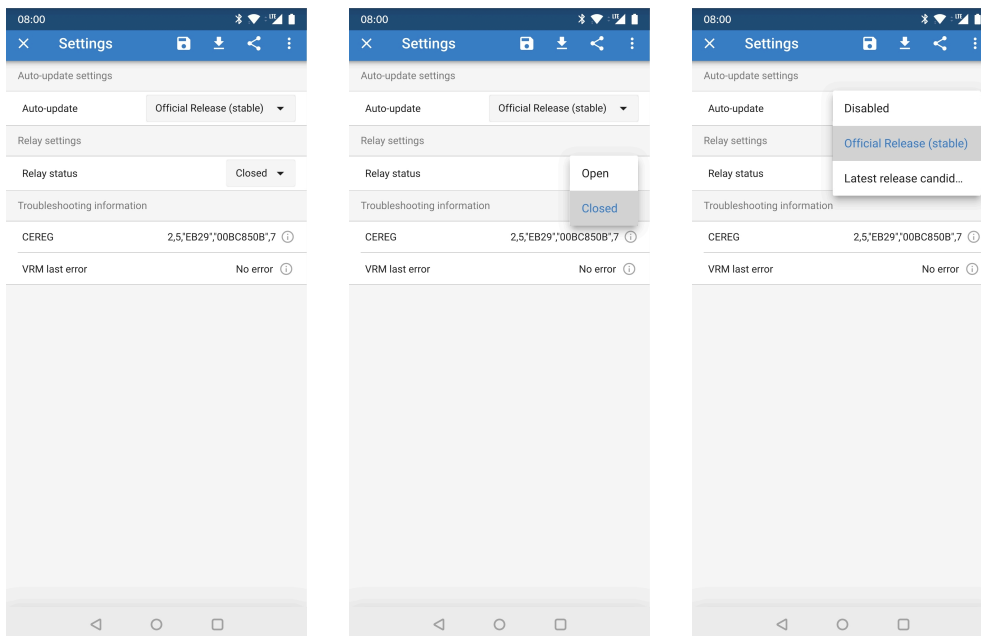 08:00
Settings
Auto-update settings
Auto-update Official Release (stable)
Relay settings
Relay status Closed
Troubleshooting information
CEREG 2,5,"EB29","00BC850B",7
VRM last error No error
08:00
Settings
Auto-update settings
Auto-update Official Release (stable)
Relay settings
Open
Relay status
Closed
Troubleshooting information
CEREG 2,5,"EB29","00BC850B",7
VRM last error No error
08:00
Settings
Auto-update settings
Auto-update
Disabled
Relay settings
Official Release (stable)
Relay status
Latest release candid...
Troubleshooting information
CEREG 2,5,"EB29","00BC850B",7
VRM last error No error